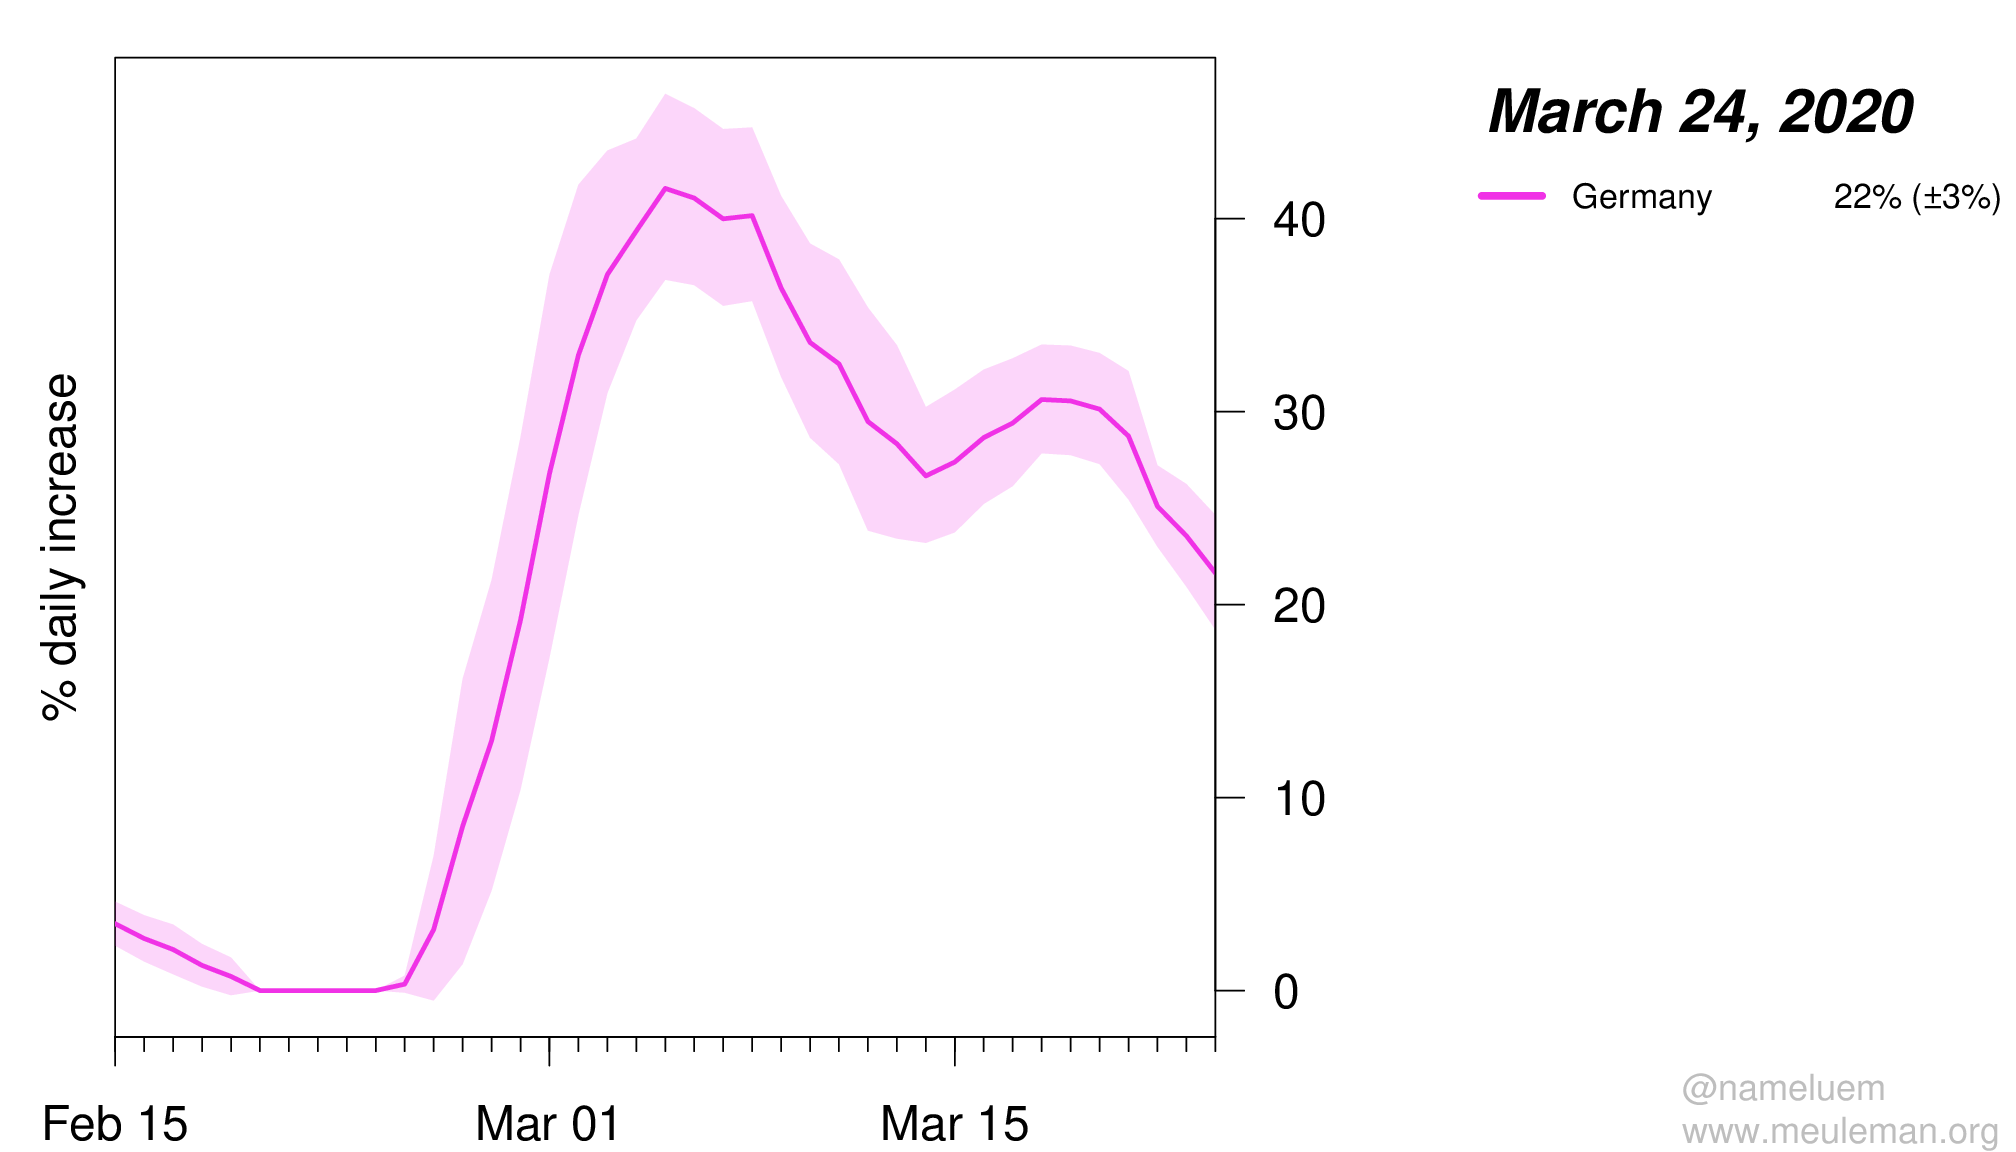 March 24, 2020
Germany 22% (±3%)
% daily increase
40
30
20
10
0
Feb 15 Mar 01 Mar 15
@nameluem
www.meuleman.org